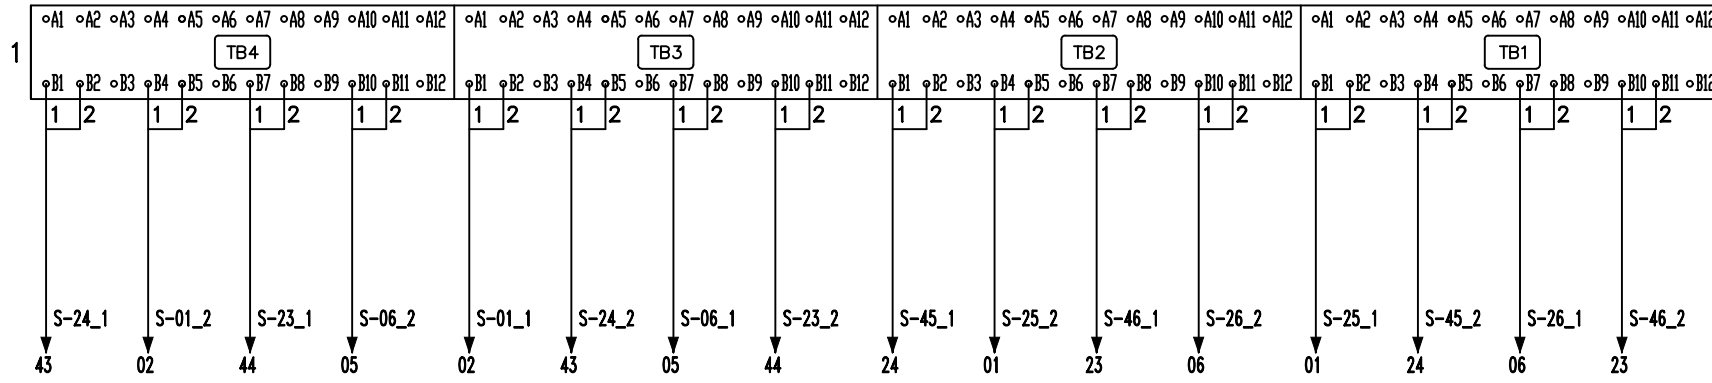 A1 A2 A3 A4 A5 A6 A7 A8 A9 A10 A11 A12 A1 A2 A3 A4 A5 A6 A7 A8 A9 A10 A11 A12 A1 A2 A3 A4 A5 A6 A7 A8 A9 A10 A11 A12 A1 A2 A3 A4 A5 A6 A7 A8 A9 A10 A11 A12
1 TB4 TB3 TB2 TB1
B1 B2 B3 B4 B5 B6 B7 B8 B9 B10 B11 B12 B1 B2 B3 B4 B5 B6 B7 B8 B9 B10 B11 B12 B1 B2 B3 B4 B5 B6 B7 B8 B9 B10 B11 B12 B1 B2 B3 B4 B5 B6 B7 B8 B9 B10 B11 B12
1 2 1 2 1 2 1 2 1 2 1 2 1 2 1 2 1 2 1 2 1 2 1 2 1 2 1 2 1 2 1 2
S-24_1 S-01_2 S-23_1 S-06_2 S-01_1 S-24_2 S-06_1 S-23_2 S-45_1 S-25_2 S-46_1 S-26_2 S-25_1 S-45_2 S-26_1 S-46_2
43 02 44 05 02 43 05 44 24 01 23 06 01 24 06 23